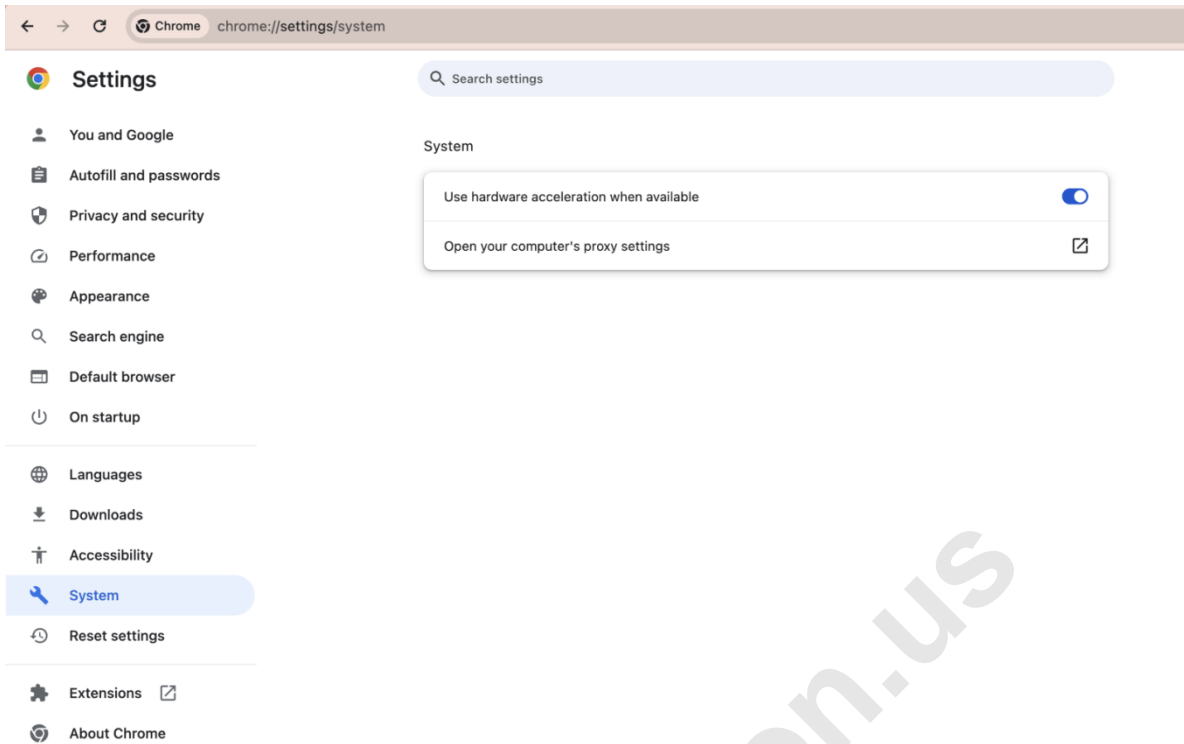 Chrome chrome://settings/system
Settings
Search settings
You and Google
Autofill and passwords
Privacy and security
Performance
Appearance
Search engine
Default browser
On startup
Languages
Downloads
Accessibility
System
Reset settings
Extensions
About Chrome
System
Use hardware acceleration when available
Open your computer's proxy settings
n.us